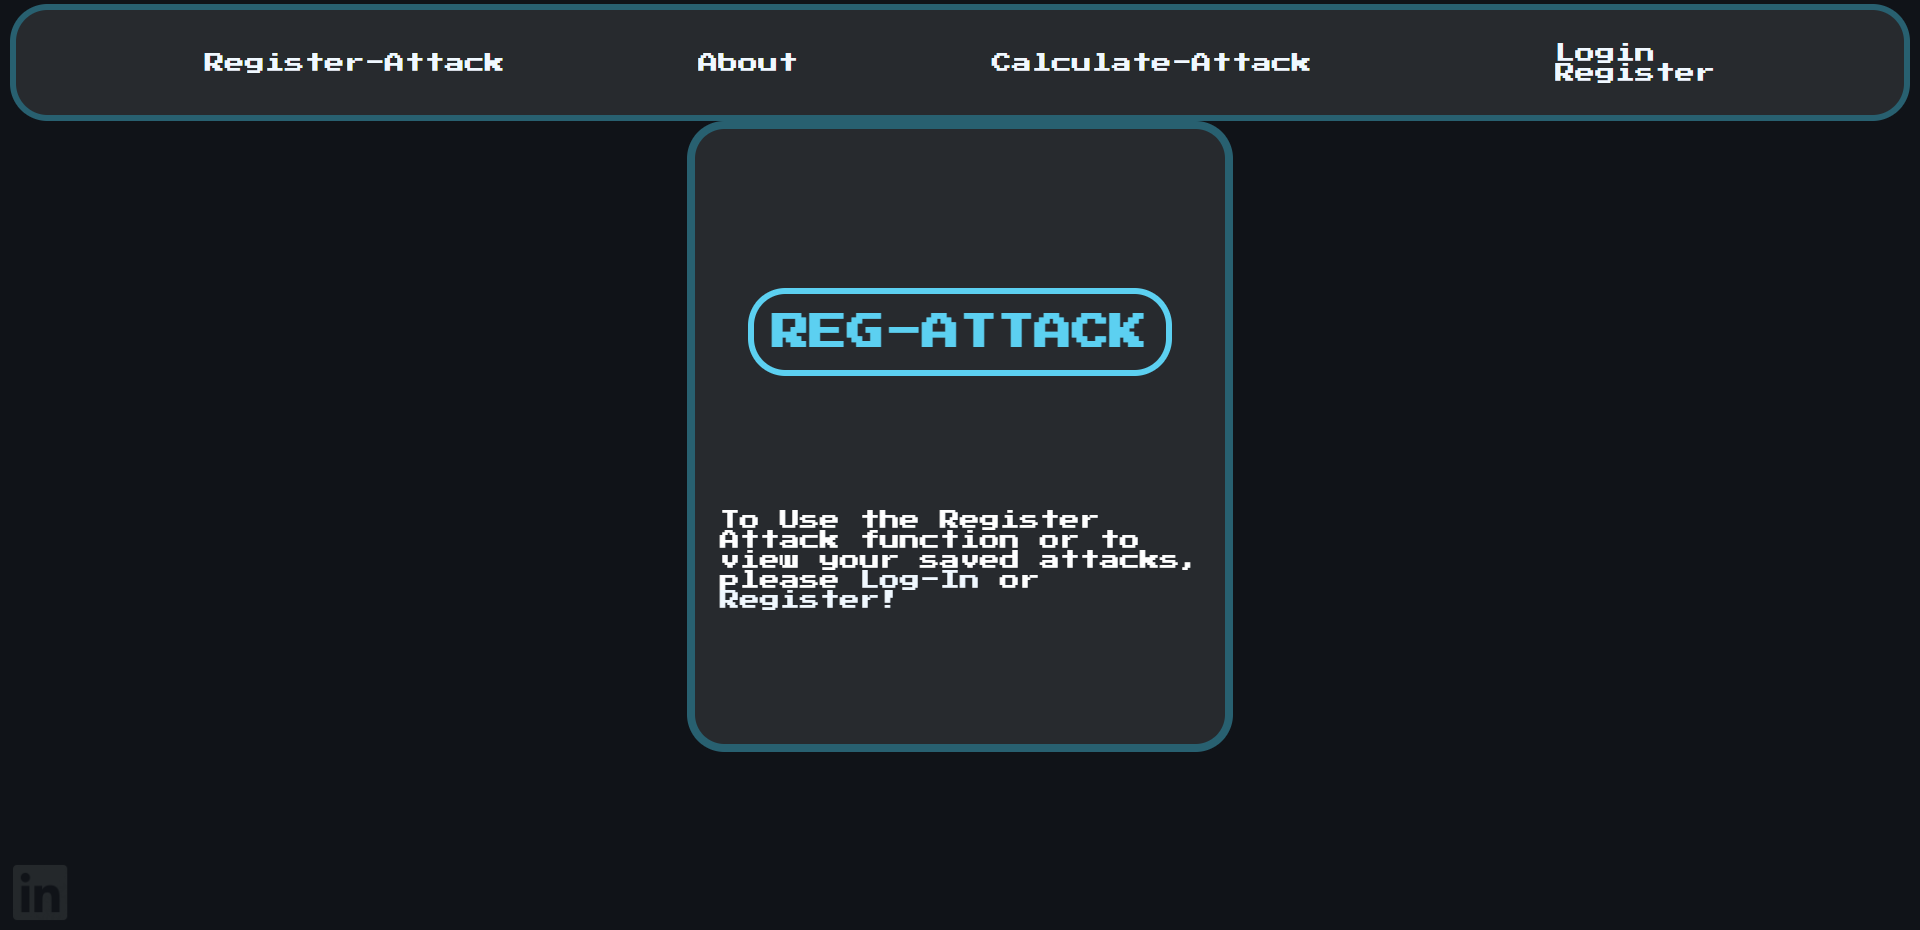 Register-Attack
About
Calculate-Attack
Login
Register
REG-ATTACK
To Use the Register
Attack function or to
view your saved attacks,
please Log-In or
Register!
in